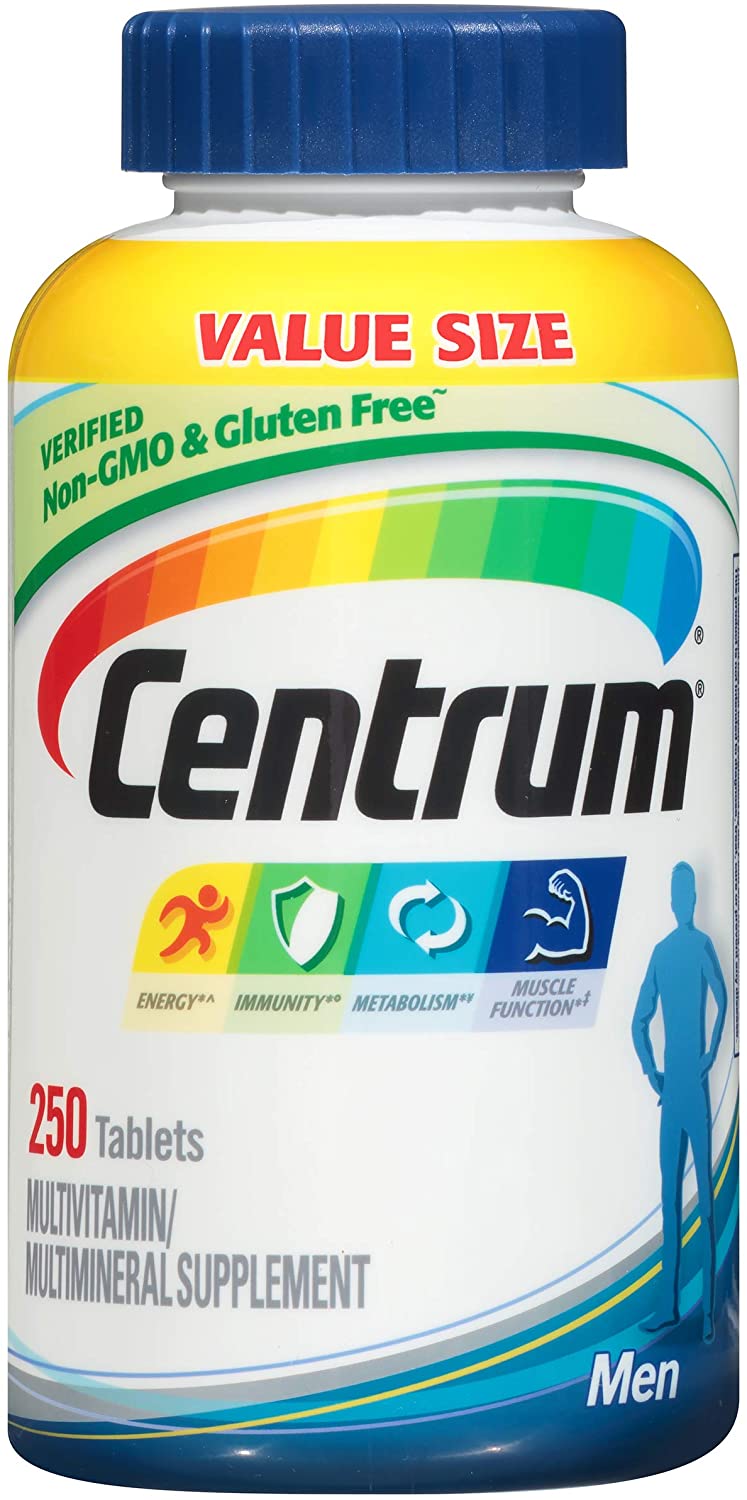 VALUE SIZE
VERIFIED
Non-GMO & Gluten Free~
Centrum®
®
ENERGY*^
IMMUNITY*°
METABOLISM*¥
MUSCLE
FUNCTION*‡
250 Tablets
MULTIVITAMIN/
MULTIMINERAL SUPPLEMENT
Men